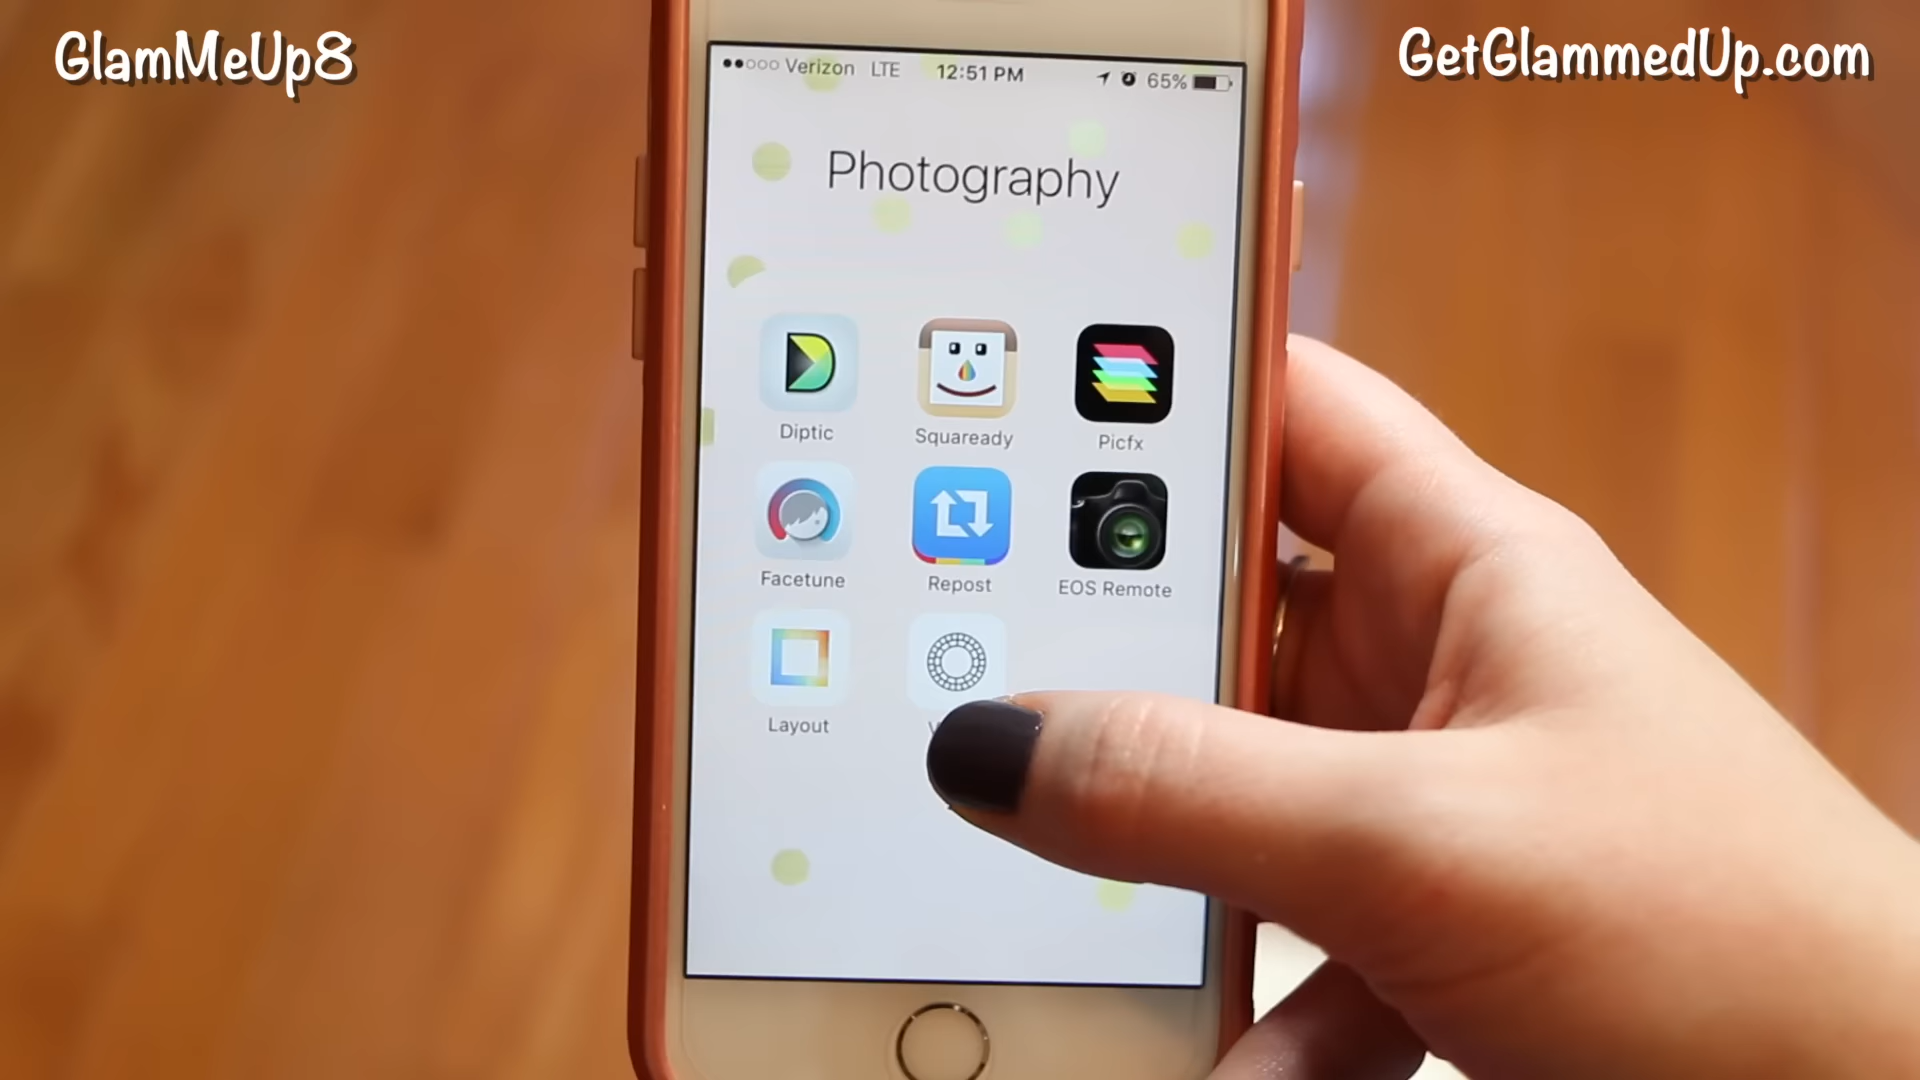 GlamMeUp8
GetGlammedUp.com
Verizon LTE 12:51 PM 65%
Photography
Diptic
Squaready
Picfx
Facetune
Repost
EOS Remote
Layout